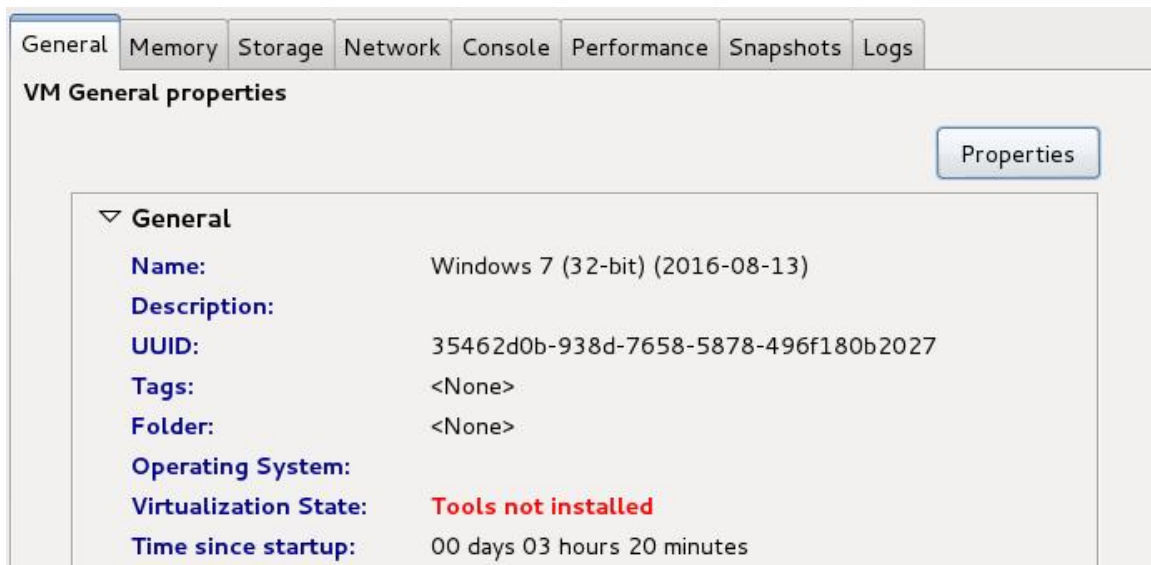 General Memory Storage Network Console Performance Snapshots Logs
VM General properties
Properties
General
Name: Windows 7 (32-bit) (2016-08-13)
Description:
UUID: 35462d0b-938d-7658-5878-496f180b2027
Tags: <None>
Folder: <None>
Operating System:
Virtualization State: Tools not installed
Time since startup: 00 days 03 hours 20 minutes